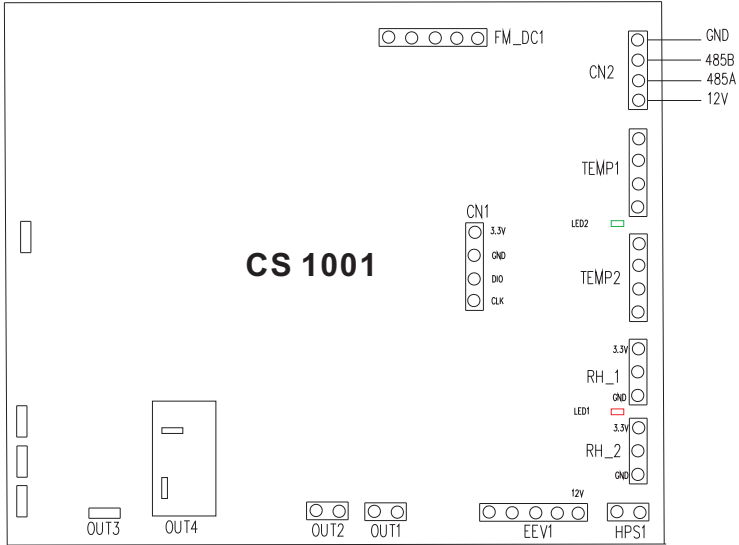 FM_DC1
GND
CN2
485B
485A
12V
TEMP1
CN1
LED2
3.3V
GND
DIO
CLK
CS 1001
TEMP2
3.3V
RH_1
GND
LED1
3.3V
RH_2
GND
12V
OUT3
OUT4
OUT2
OUT1
EEV1
HPS1